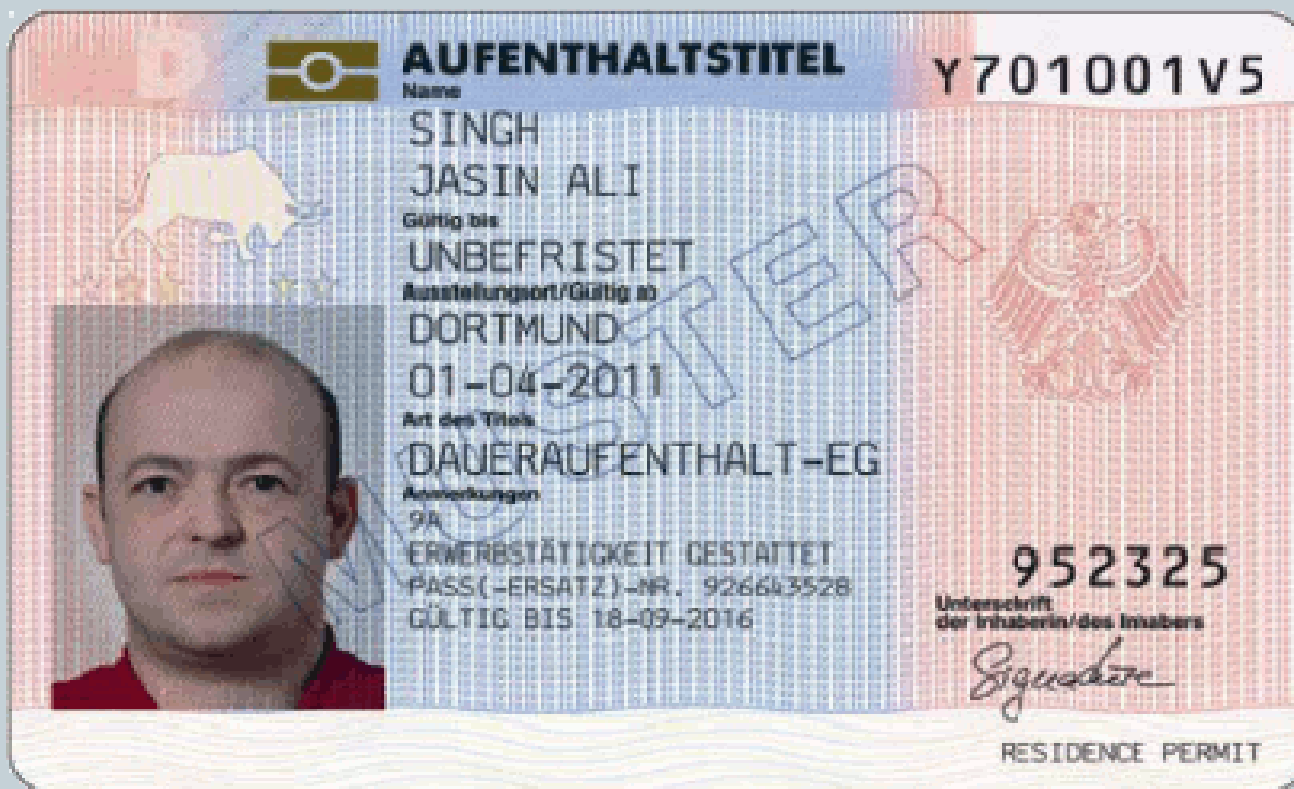 AUFENTHALTSTITEL
Y701001V5
Name
SINGH
JASIN ALI
Gültig bis
UNBEFRISTET
Ausstellungsort/Gültig ab
DORTMUND
01-04-2011
Art des Titels
DAUERAUFENTHALT-EG
Anmerkungen
9A
ERWERBSTÄTIGKEIT GESTATTET
PASS(-ERSATZ)-NR. 926643528
GÜLTIG BIS 18-09-2016
952325
Unterschrift
der Inhaberin/des Inhabers
Signature
RESIDENCE PERMIT
MUSTER
D